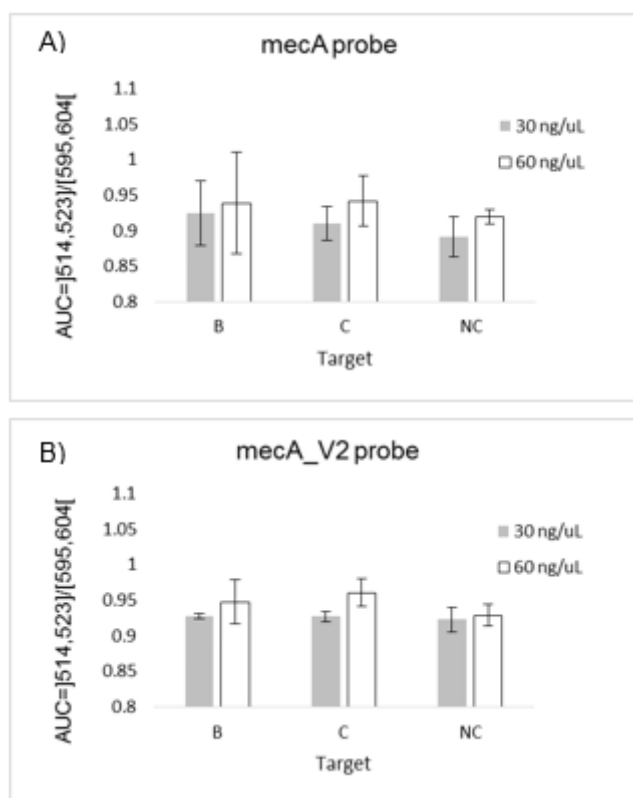 A)
mecA probe
AUC=]514,523]/[595,604[
1.1
1.05
1
0.95
0.9
0.85
0.8
30 ng/uL
60 ng/uL
B C NC
Target
B)
mecA_V2 probe
AUC=]514,523]/[595,604[
1.1
1.05
1
0.95
0.9
0.85
0.8
30 ng/uL
60 ng/uL
B C NC
Target